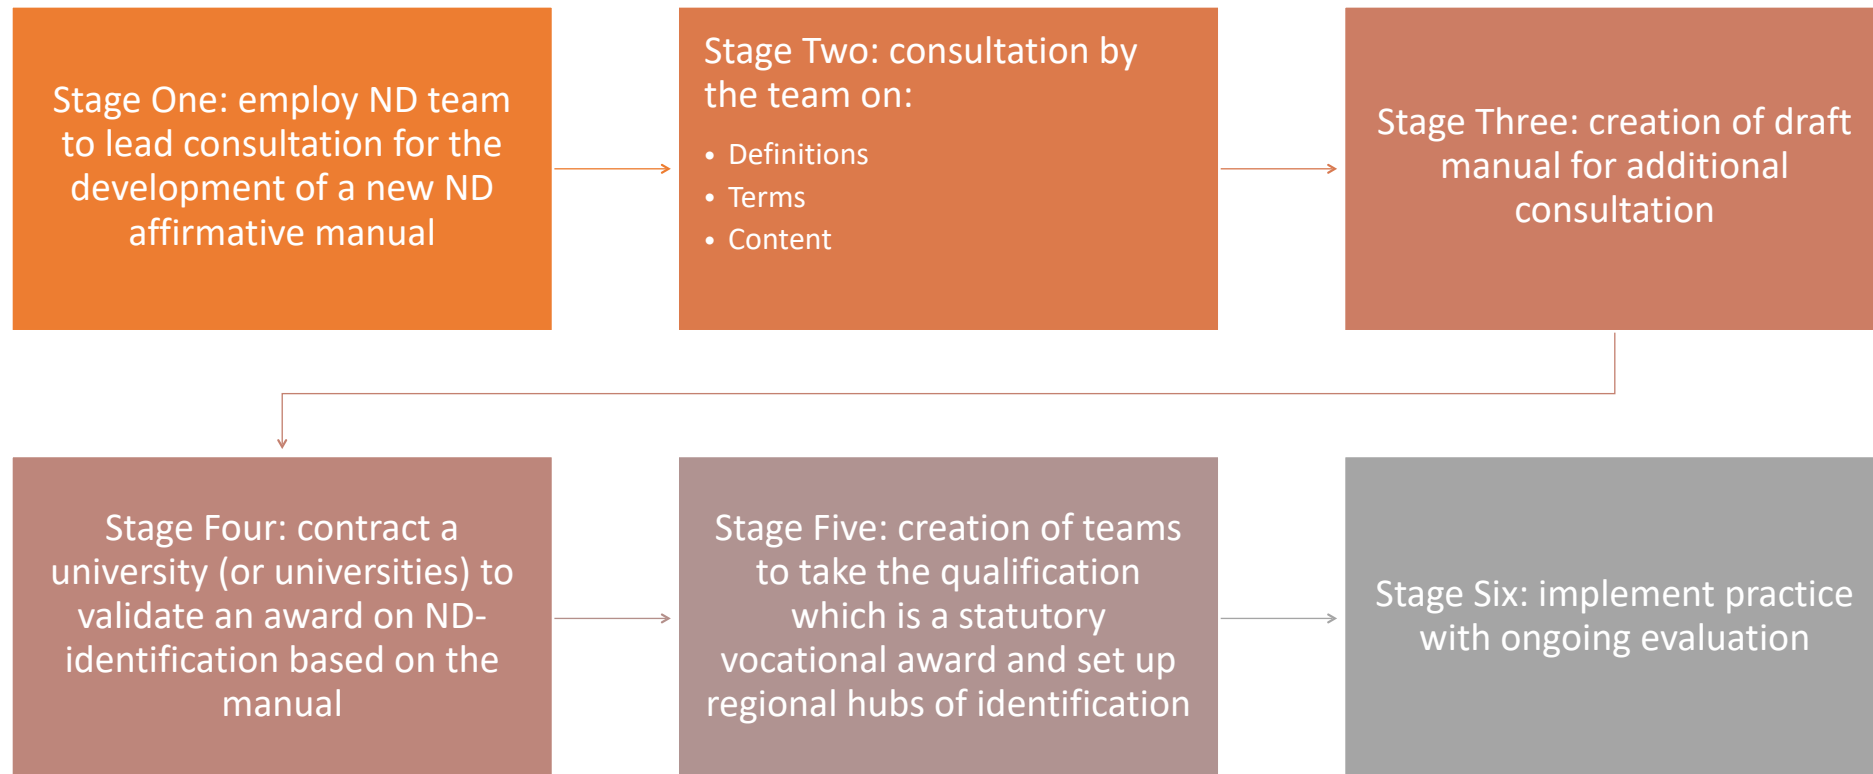 Stage One: employ ND team
to lead consultation for the
development of a new ND
affirmative manual
Stage Two: consultation by
the team on:
• Definitions
• Terms
• Content
Stage Three: creation of draft
manual for additional
consultation
Stage Four: contract a
university (or universities) to
validate an award on ND-
identification based on the
manual
Stage Five: creation of teams
to take the qualification
which is a statutory
vocational award and set up
regional hubs of identification
Stage Six: implement practice
with ongoing evaluation